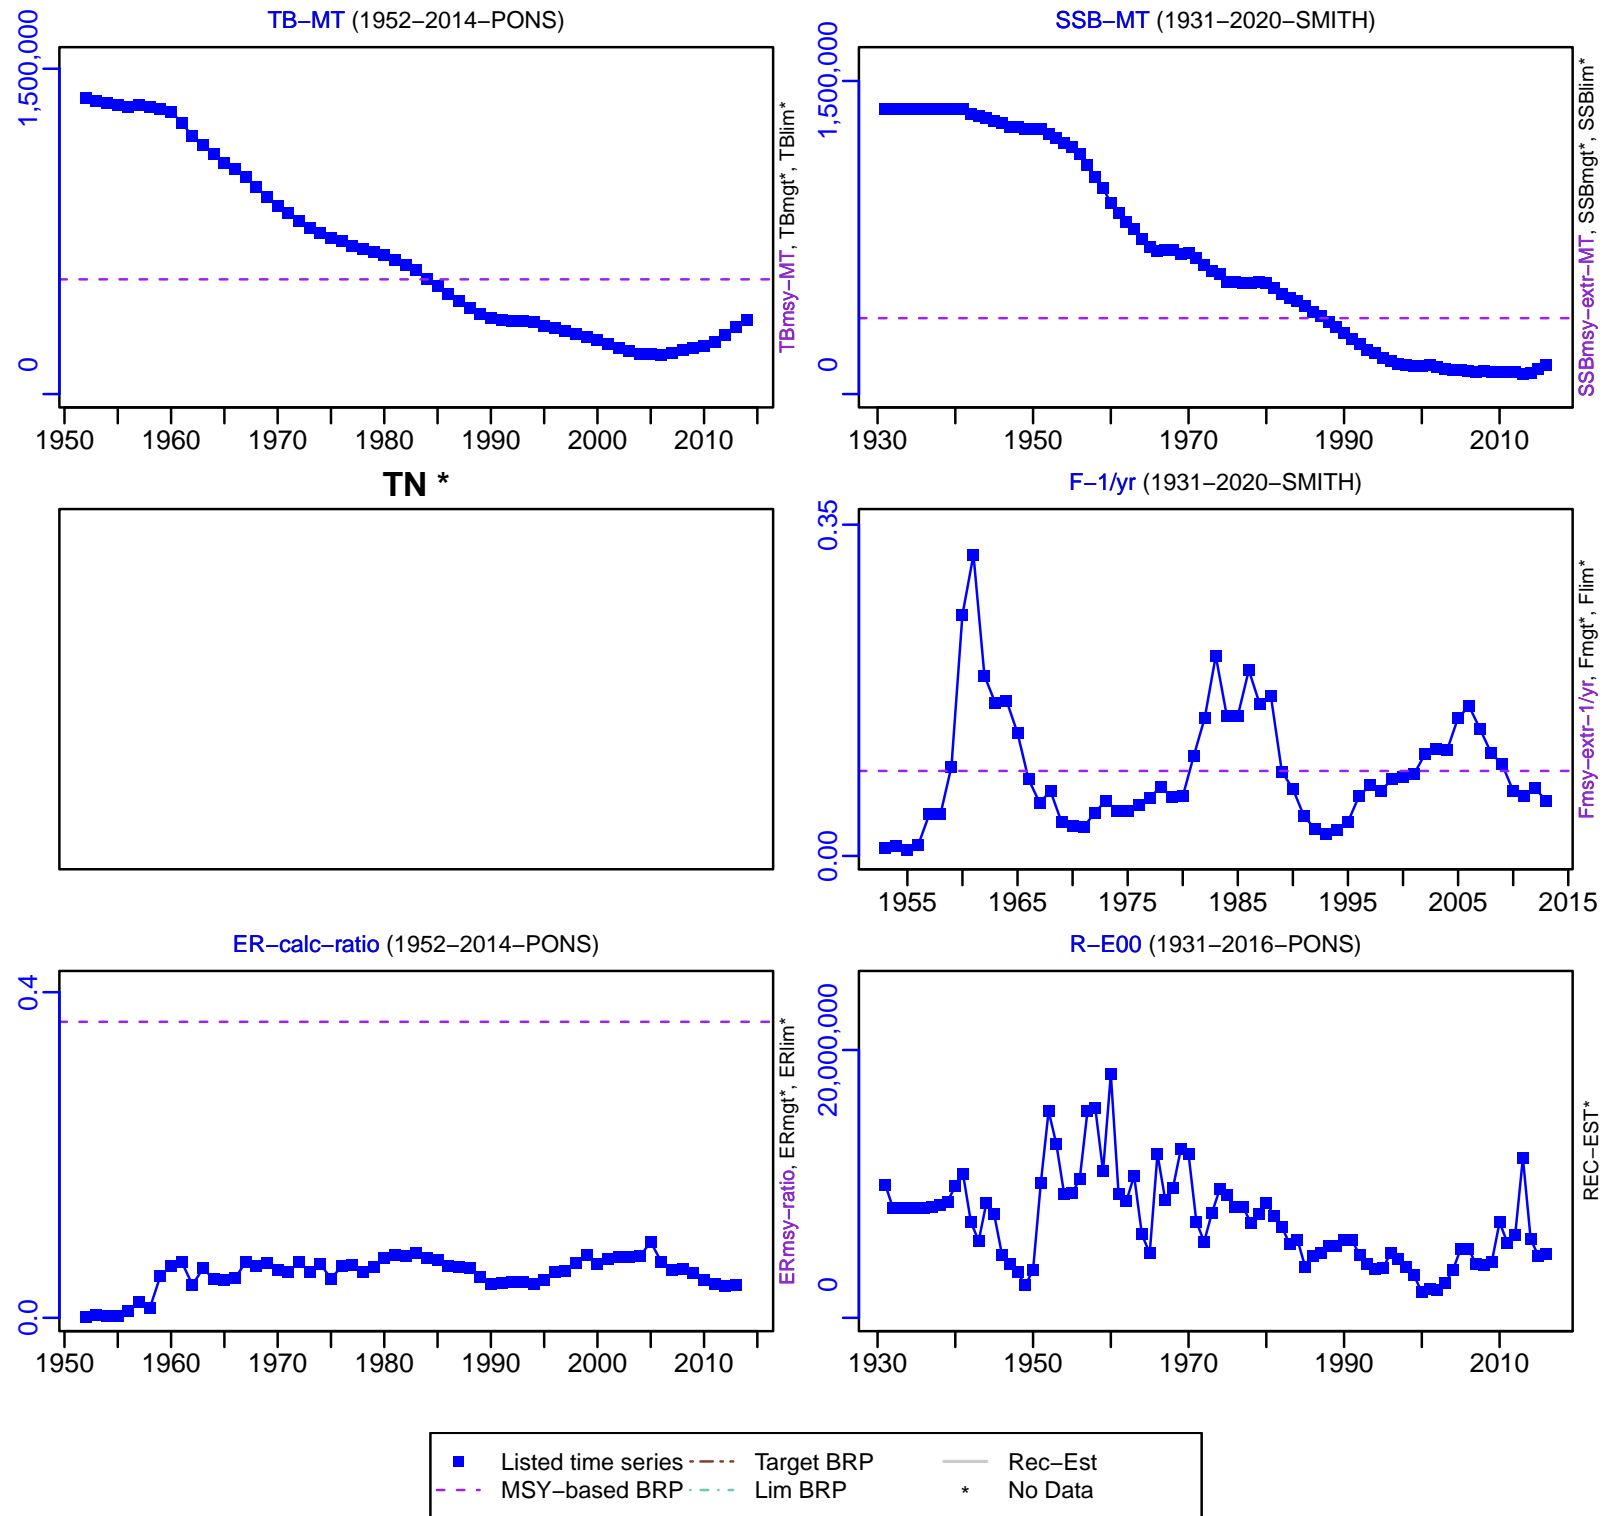 TB−MT (1952−2014−PONS)
1,500,000
0
TBmsy−MT, TBmgt*, TBlim*
1950 1960 1970 1980 1990 2000 2010
SSB−MT (1931−2020−SMITH)
1,500,000
0
SSBmsy−extr−MT, SSBmgt*, SSBlim*
1930 1950 1970 1990 2010
TN *
F−1/yr (1931−2020−SMITH)
0.35
0.00
Fmsy−extr−1/yr, Fmgt*, Flim*
1955 1965 1975 1985 1995 2005 2015
ER−calc−ratio (1952−2014−PONS)
0.4
0.0
ERmsy−ratio, ERmgt*, ERlim*
1950 1960 1970 1980 1990 2000 2010
R−E00 (1931−2016−PONS)
20,000,000
0
REC−EST*
1930 1950 1970 1990 2010
Listed time series Target BRP Rec−Est
MSY−based BRP Lim BRP * No Data